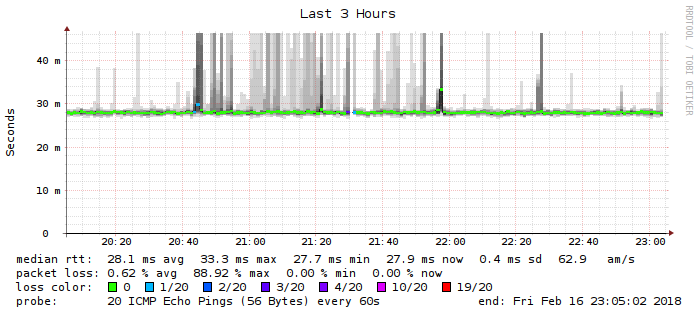 Last 3 Hours
RRDTOOL / TOBI OETIKER
Seconds
40 m
30 m
20 m
10 m
0
20:20 20:40 21:00 21:20 21:40 22:00 22:20 22:40 23:00
median rtt: 28.1 ms avg 33.3 ms max 27.7 ms min 27.9 ms now 0.4 ms sd 62.9 am/s
packet loss: 0.62 % avg 88.92 % max 0.00 % min 0.00 % now
loss color: 0 1/20 2/20 3/20 4/20 10/20 19/20
probe: 20 ICMP Echo Pings (56 Bytes) every 60s end: Fri Feb 16 23:05:02 2018